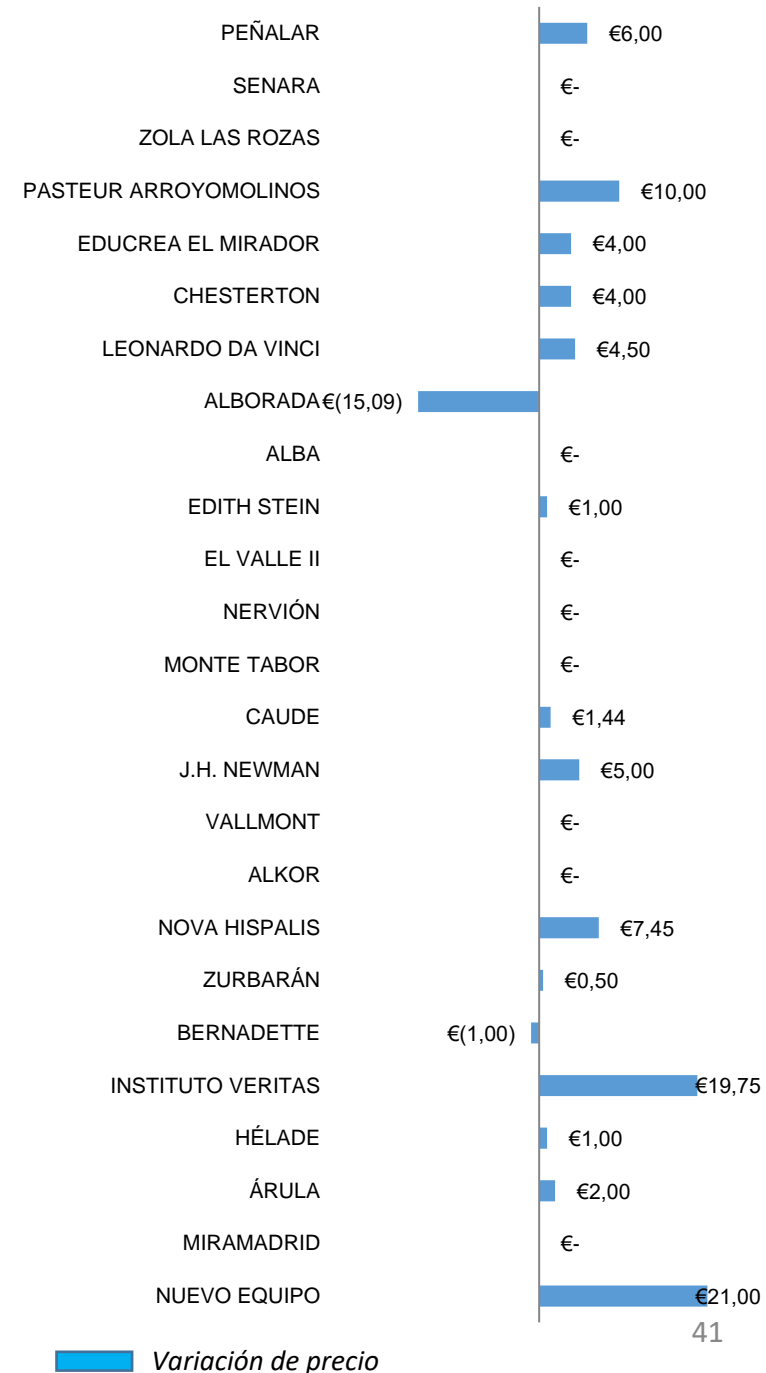 PEÑALAR €6,00
SENARA €-
ZOLA LAS ROZAS €-
PASTEUR ARROYOMOLINOS €10,00
EDUCREA EL MIRADOR €4,00
CHESTERTON €4,00
LEONARDO DA VINCI €4,50
ALBORADA €(15,09)
ALBA €-
EDITH STEIN €1,00
EL VALLE II €-
NERVIÓN €-
MONTE TABOR €-
CAUDE €1,44
J.H. NEWMAN €5,00
VALLMONT €-
ALKOR €-
NOVA HISPALIS €7,45
ZURBARÁN €0,50
BERNADETTE €(1,00)
INSTITUTO VERITAS €19,75
HÉLADE €1,00
ÁRULA €2,00
MIRAMADRID €-
NUEVO EQUIPO €21,00
41
Variación de precio